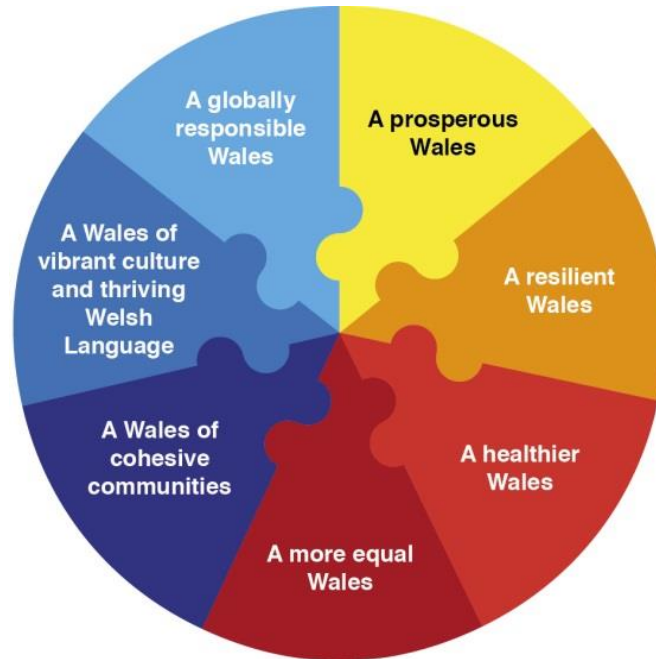 A globally
responsible
Wales
A prosperous
Wales
A resilient
Wales
A healthier
Wales
A more equal
Wales
A Wales of
cohesive
communities
A Wales of
vibrant culture
and thriving
Welsh
Language